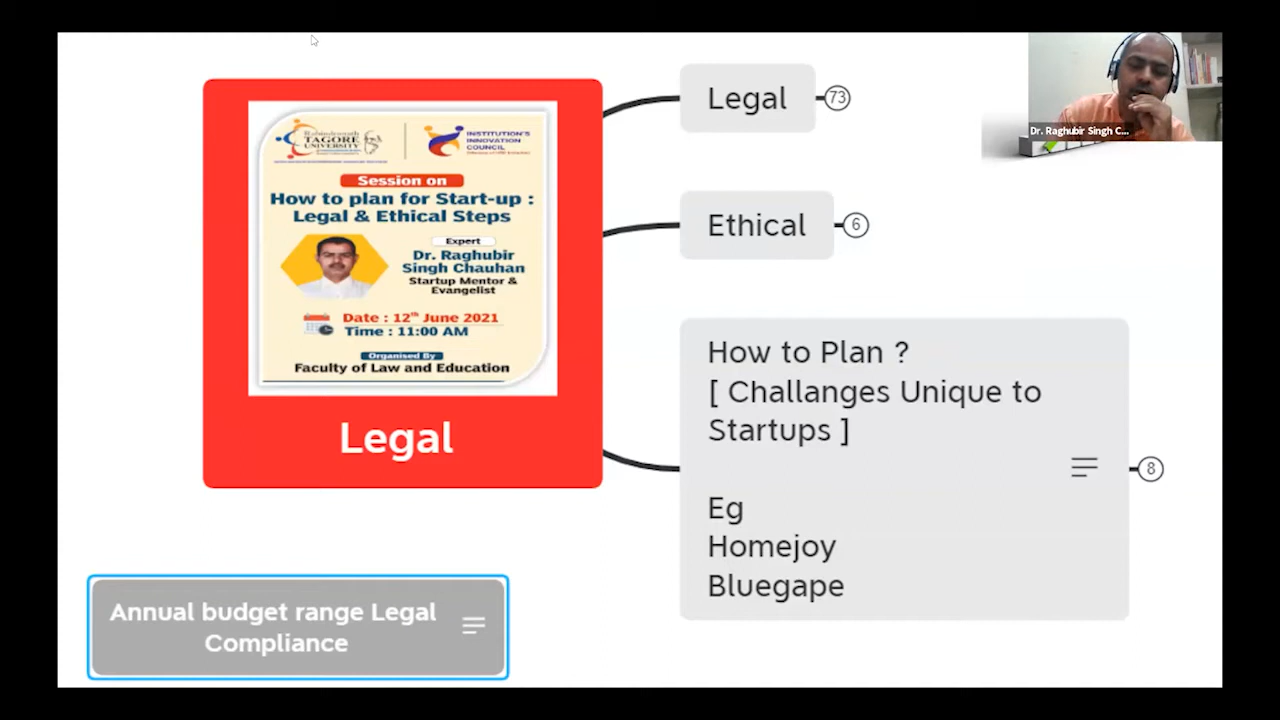 Rabindranath
TAGORE
UNIVERSITY
INSTITUTION'S
INNOVATION
COUNCIL
Session on
How to plan for Start-up :
Legal & Ethical Steps
Expert
Dr. Raghubir
Singh Chauhan
Startup Mentor &
Evangelist
Date : 12th June 2021
Time : 11:00 AM
Organised By
Faculty of Law and Education
Legal
Legal
73
Ethical
6
How to Plan ?
[ Challanges Unique to
Startups ]
Eg
Homejoy
Bluegape
8
Annual budget range Legal
Compliance
Dr. Raghubir Singh C...